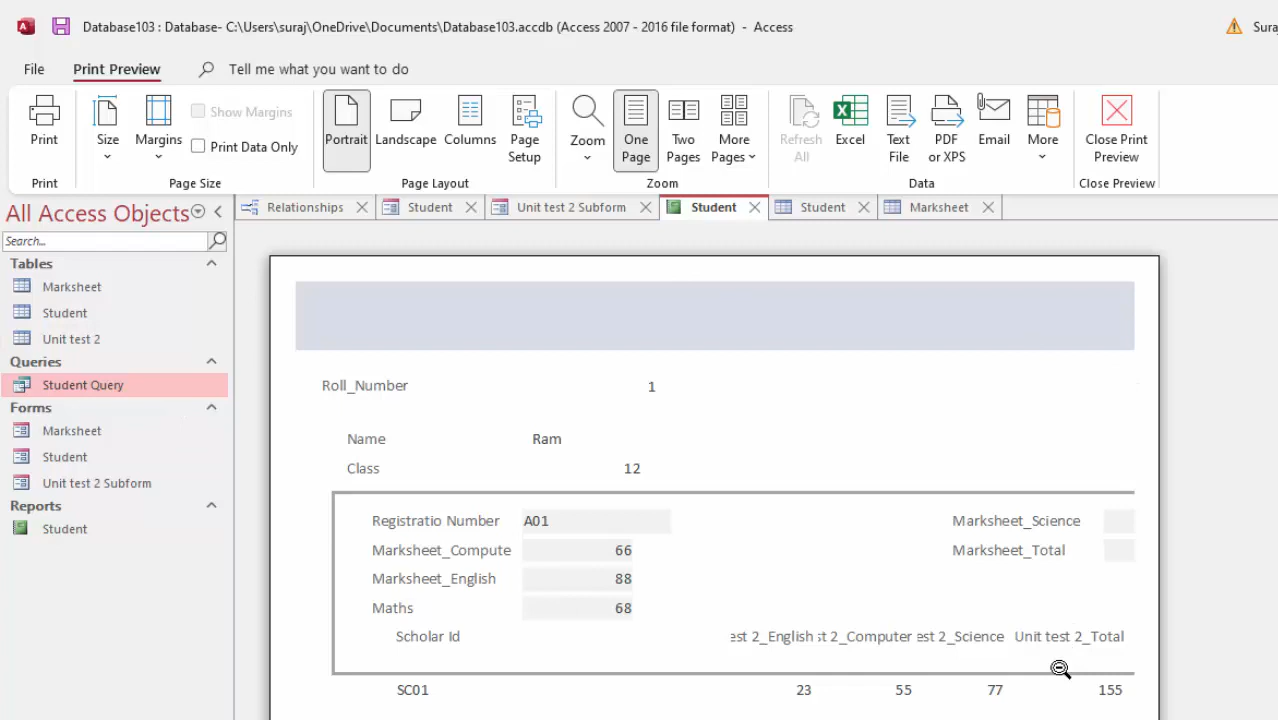 Database103 : Database- C:\Users\suraj\OneDrive\Documents\Database103.accdb (Access 2007 - 2016 file format) - Access
Suraj
File
Print Preview
Tell me what you want to do
Print
Size
Margins
Show Margins
Print Data Only
Portrait
Landscape
Columns
Page Setup
Zoom
One Page
Two Pages
More Pages
Refresh All
Excel
Text File
PDF or XPS
Email
More
Close Print Preview
Print
Page Size
Page Layout
Zoom
Data
Close Preview
All Access Objects
Search...
Relationships
Student
Unit test 2 Subform
Student
Student
Marksheet
Tables
Marksheet
Student
Unit test 2
Queries
Student Query
Forms
Marksheet
Student
Unit test 2 Subform
Reports
Student
Roll_Number 1
Name Ram
Class 12
Registratio Number A01 Marksheet_Science
Marksheet_Compute 66 Marksheet_Total
Marksheet_English 88
Maths 68
Scholar Id est 2_English st 2_Computer est 2_Science Unit test 2_Total
SC01 23 55 77 155